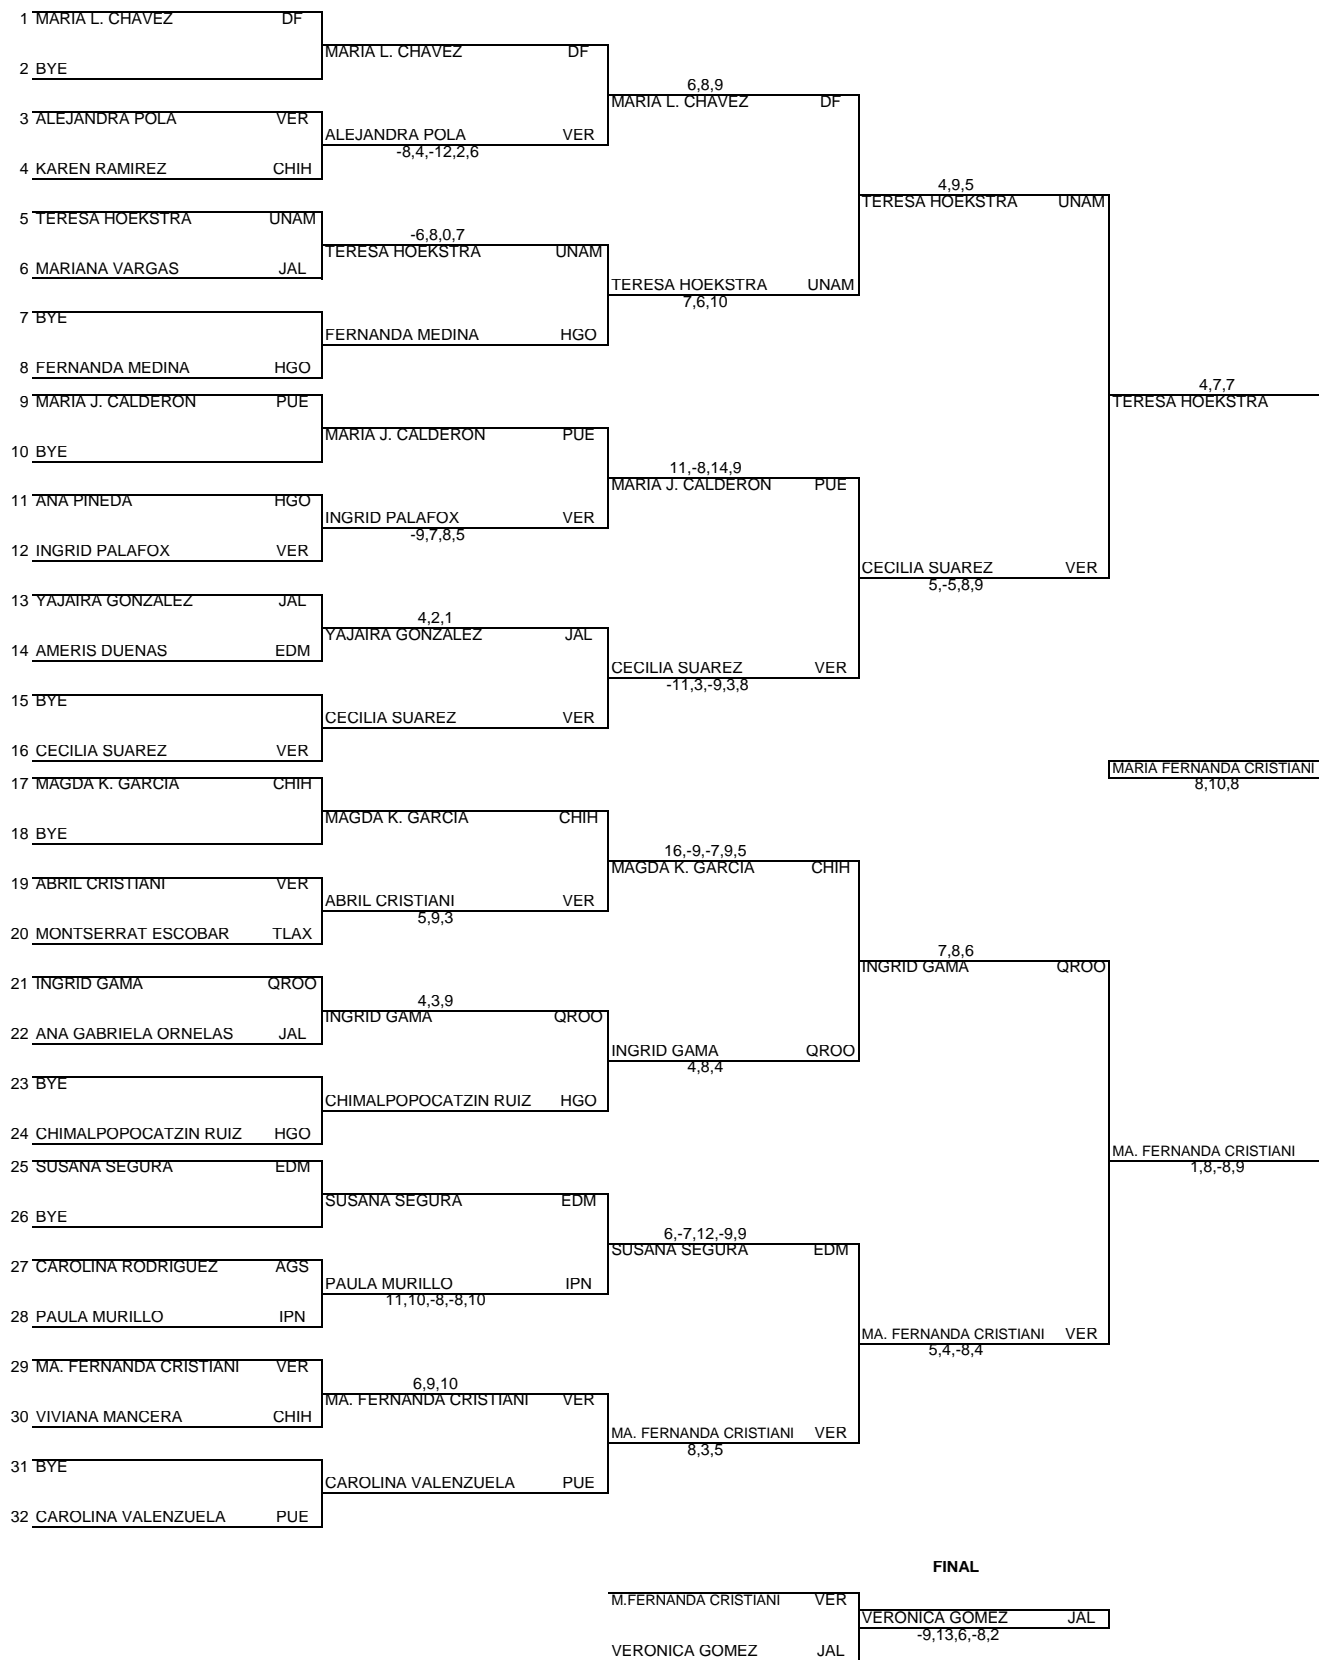 1 MARIA L. CHAVEZ DF
MARIA L. CHAVEZ DF
2 BYE
6,8,9
MARIA L. CHAVEZ DF
3 ALEJANDRA POLA VER
ALEJANDRA POLA VER
-8,4,-12,2,6
4 KAREN RAMIREZ CHIH
4,9,5
TERESA HOEKSTRA UNAM
5 TERESA HOEKSTRA UNAM
-6,8,0,7
TERESA HOEKSTRA UNAM
6 MARIANA VARGAS JAL
TERESA HOEKSTRA UNAM
7,6,10
7 BYE
FERNANDA MEDINA HGO
8 FERNANDA MEDINA HGO
4,7,7
TERESA HOEKSTRA
9 MARIA J. CALDERON PUE
MARIA J. CALDERON PUE
10 BYE
11,-8,14,9
MARIA J. CALDERON PUE
11 ANA PINEDA HGO
INGRID PALAFOX VER
-9,7,8,5
12 INGRID PALAFOX VER
CECILIA SUAREZ VER
5,-5,8,9
13 YAJAIRA GONZALEZ JAL
4,2,1
YAJAIRA GONZALEZ JAL
14 AMERIS DUENAS EDM
CECILIA SUAREZ VER
-11,3,-9,3,8
15 BYE
CECILIA SUAREZ VER
16 CECILIA SUAREZ VER
MARIA FERNANDA CRISTIANI
8,10,8
17 MAGDA K. GARCIA CHIH
MAGDA K. GARCIA CHIH
18 BYE
16,-9,-7,9,5
MAGDA K. GARCIA CHIH
19 ABRIL CRISTIANI VER
ABRIL CRISTIANI VER
5,9,3
20 MONTSERRAT ESCOBAR TLAX
7,8,6
INGRID GAMA QROO
21 INGRID GAMA QROO
4,3,9
INGRID GAMA QROO
22 ANA GABRIELA ORNELAS JAL
INGRID GAMA QROO
4,8,4
23 BYE
CHIMALPOPOCATZIN RUIZ HGO
24 CHIMALPOPOCATZIN RUIZ HGO
MA. FERNANDA CRISTIANI
1,8,-8,9
25 SUSANA SEGURA EDM
SUSANA SEGURA EDM
26 BYE
6,-7,12,-9,9
SUSANA SEGURA EDM
27 CAROLINA RODRIGUEZ AGS
PAULA MURILLO IPN
11,10,-8,-8,10
28 PAULA MURILLO IPN
MA. FERNANDA CRISTIANI VER
5,4,-8,4
29 MA. FERNANDA CRISTIANI VER
6,9,10
MA. FERNANDA CRISTIANI VER
30 VIVIANA MANCERA CHIH
MA. FERNANDA CRISTIANI VER
8,3,5
31 BYE
CAROLINA VALENZUELA PUE
32 CAROLINA VALENZUELA PUE
FINAL
M.FERNANDA CRISTIANI VER
VERONICA GOMEZ JAL
-9,13,6,-8,2
VERONICA GOMEZ JAL